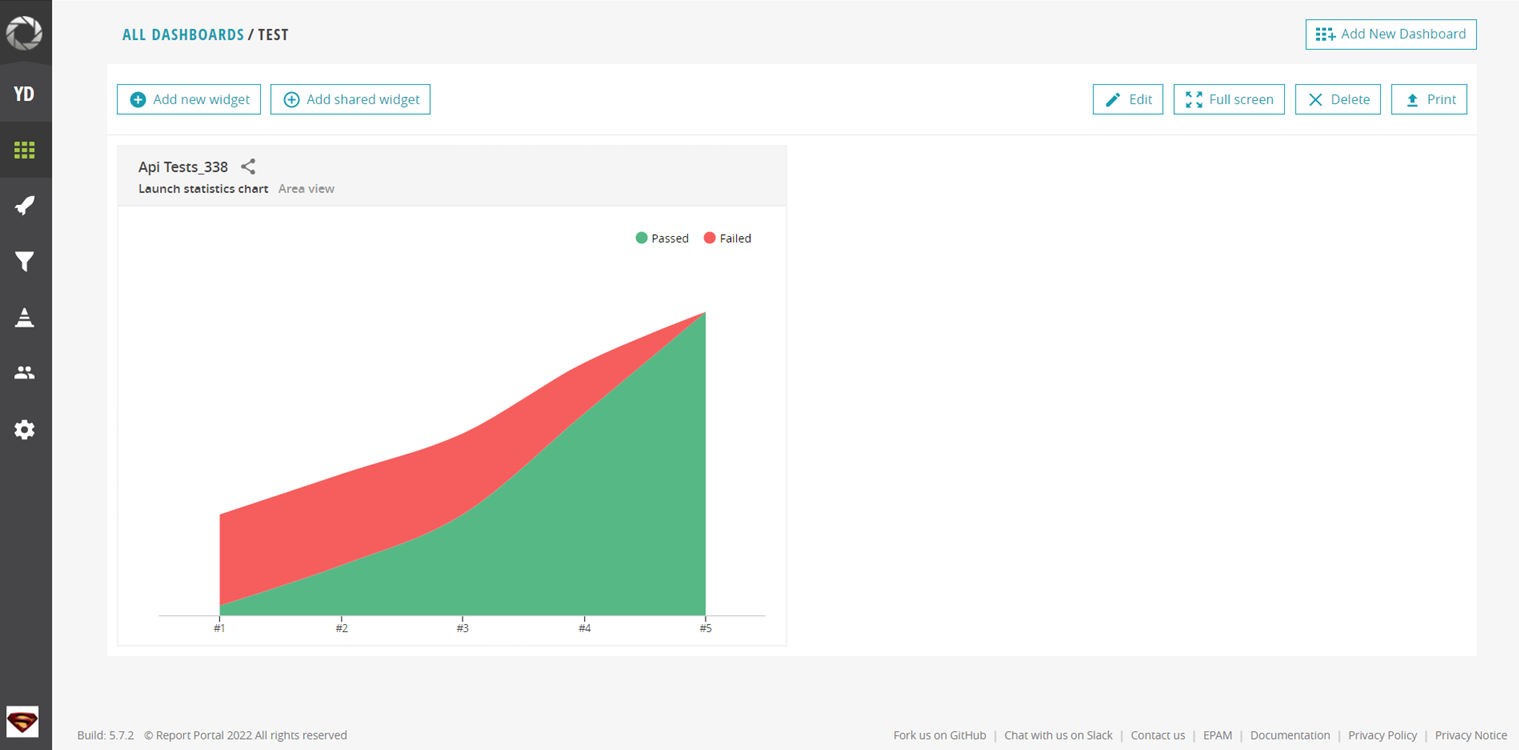 ALL DASHBOARDS / TEST
Add New Dashboard
YD
Add new widget
Add shared widget
Edit
Full screen
Delete
Print
Api Tests_338
Launch statistics chart Area view
Passed Failed
#1 #2 #3 #4 #5
Build: 5.7.2 © Report Portal 2022 All rights reserved
Fork us on GitHub | Chat with us on Slack | Contact us | EPAM | Documentation | Privacy Policy | Privacy Notice